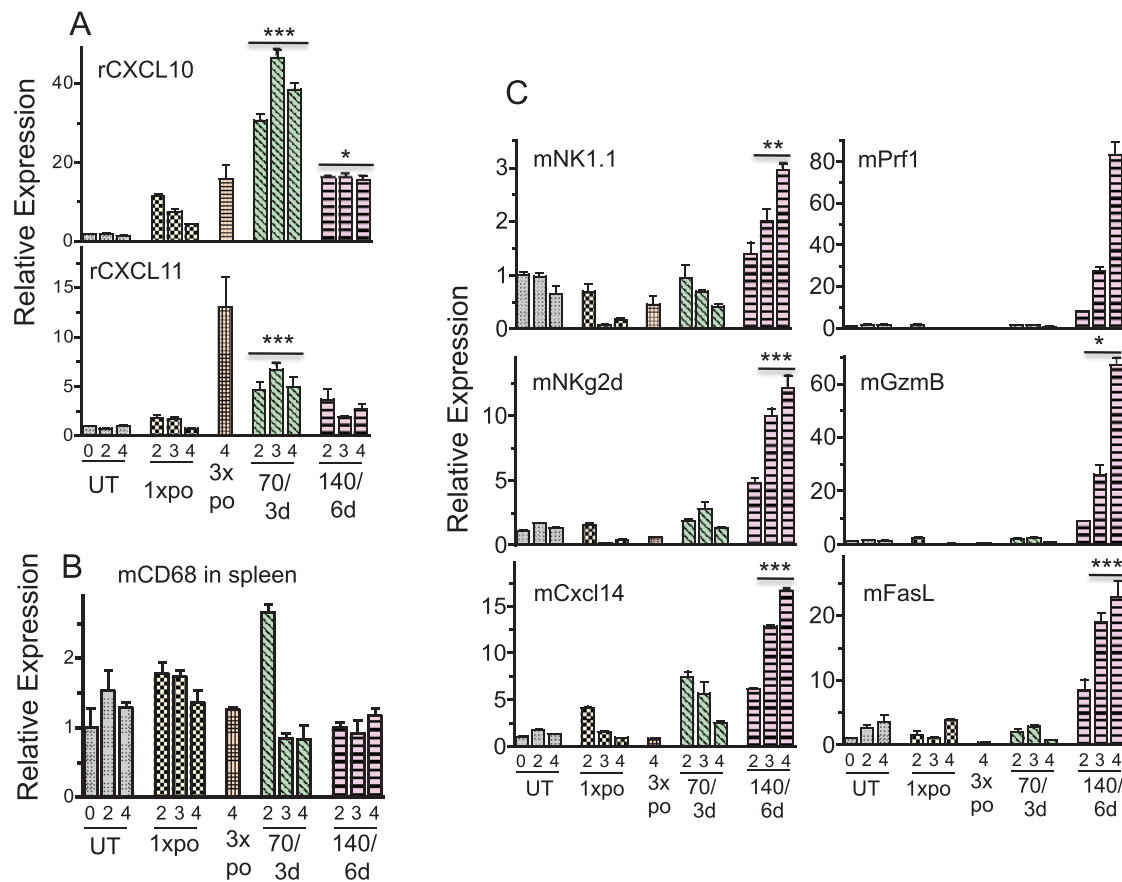 A
***
rCXCL10
40
*
20
0
Relative Expression
rCXCL11
15
10
***
5
0
0 2 4 2 3 4 4 2 3 4 2 3 4
UT 1xpo 3x po 70/ 3d 140/ 6d
B
mCD68 in spleen
Relative Expression
2
1
0
0 2 4 2 3 4 4 2 3 4 2 3 4
UT 1xpo 3x po 70/ 3d 140/ 6d
C
Relative Expression
mNK1.1
**
3
2
1
0
mPrf1
80
60
40
20
0
mNKg2d
***
10
5
0
mGzmB
*
60
40
20
0
mCxcl14
***
15
10
5
0
0 2 4 2 3 4 4 2 3 4 2 3 4
UT 1xpo 3x po 70/ 3d 140/ 6d
mFasL
***
20
10
0
0 2 4 2 3 4 4 2 3 4 2 3 4
UT 1xpo 3x po 70/ 3d 140/ 6d